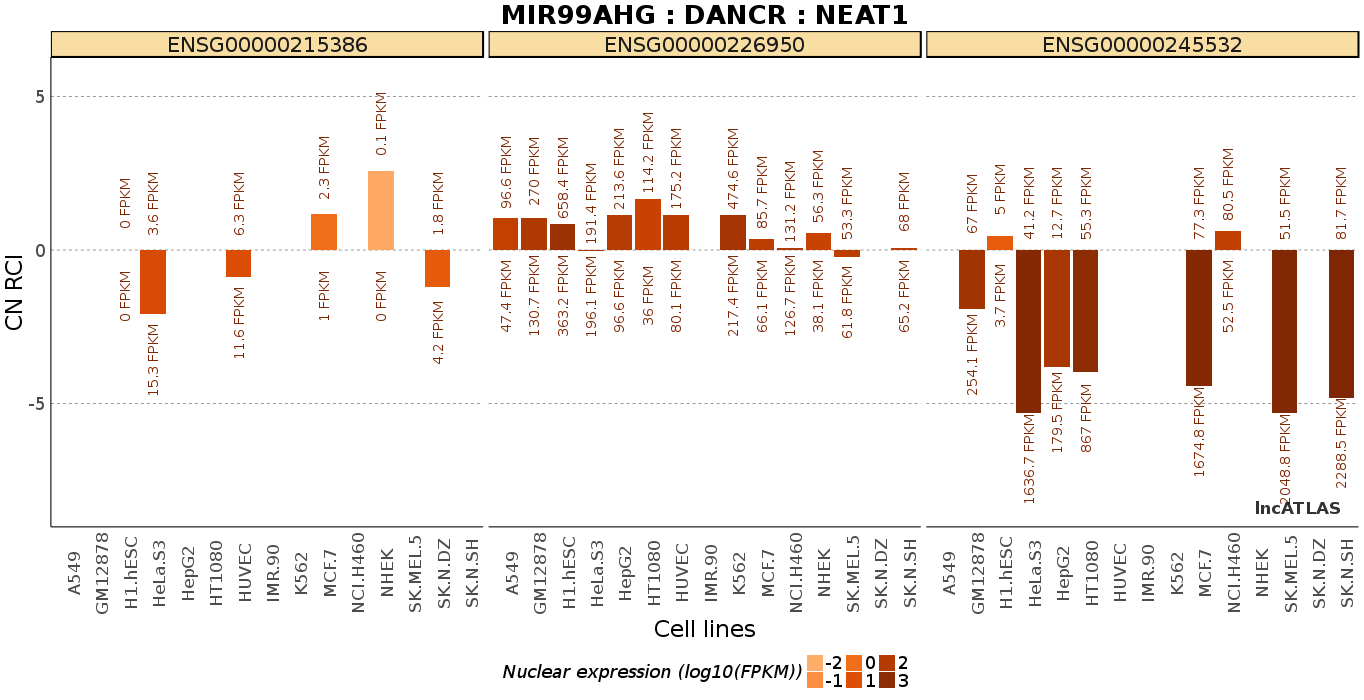 MIR99AHG : DANCR : NEAT1
ENSG00000215386 ENSG00000226950 ENSG00000245532
CN RCI
5
0
-5
0 FPKM
0 FPKM
3.6 FPKM
15.3 FPKM
6.3 FPKM
11.6 FPKM
2.3 FPKM
1 FPKM
0.1 FPKM
0 FPKM
1.8 FPKM
4.2 FPKM
96.6 FPKM
47.4 FPKM
270 FPKM
130.7 FPKM
658.4 FPKM
363.2 FPKM
191.4 FPKM
196.1 FPKM
213.6 FPKM
96.6 FPKM
114.2 FPKM
36 FPKM
175.2 FPKM
80.1 FPKM
474.6 FPKM
217.4 FPKM
85.7 FPKM
66.1 FPKM
131.2 FPKM
126.7 FPKM
56.3 FPKM
38.1 FPKM
53.3 FPKM
61.8 FPKM
68 FPKM
65.2 FPKM
67 FPKM
254.1 FPKM
5 FPKM
3.7 FPKM
41.2 FPKM
1636.7 FPKM
12.7 FPKM
179.5 FPKM
55.3 FPKM
867 FPKM
77.3 FPKM
1674.8 FPKM
80.5 FPKM
52.5 FPKM
51.5 FPKM
2048.8 FPKM
81.7 FPKM
2288.5 FPKM
lncATLAS
A549 GM12878 H1.hESC HeLa.S3 HepG2 HT1080 HUVEC IMR.90 K562 MCF.7 NCI.H460 NHEK SK.MEL.5 SK.N.DZ SK.N.SH
A549 GM12878 H1.hESC HeLa.S3 HepG2 HT1080 HUVEC IMR.90 K562 MCF.7 NCI.H460 NHEK SK.MEL.5 SK.N.DZ SK.N.SH
A549 GM12878 H1.hESC HeLa.S3 HepG2 HT1080 HUVEC IMR.90 K562 MCF.7 NCI.H460 NHEK SK.MEL.5 SK.N.DZ SK.N.SH
Cell lines
Nuclear expression (log10(FPKM))
-2 0 2
-1 1 3